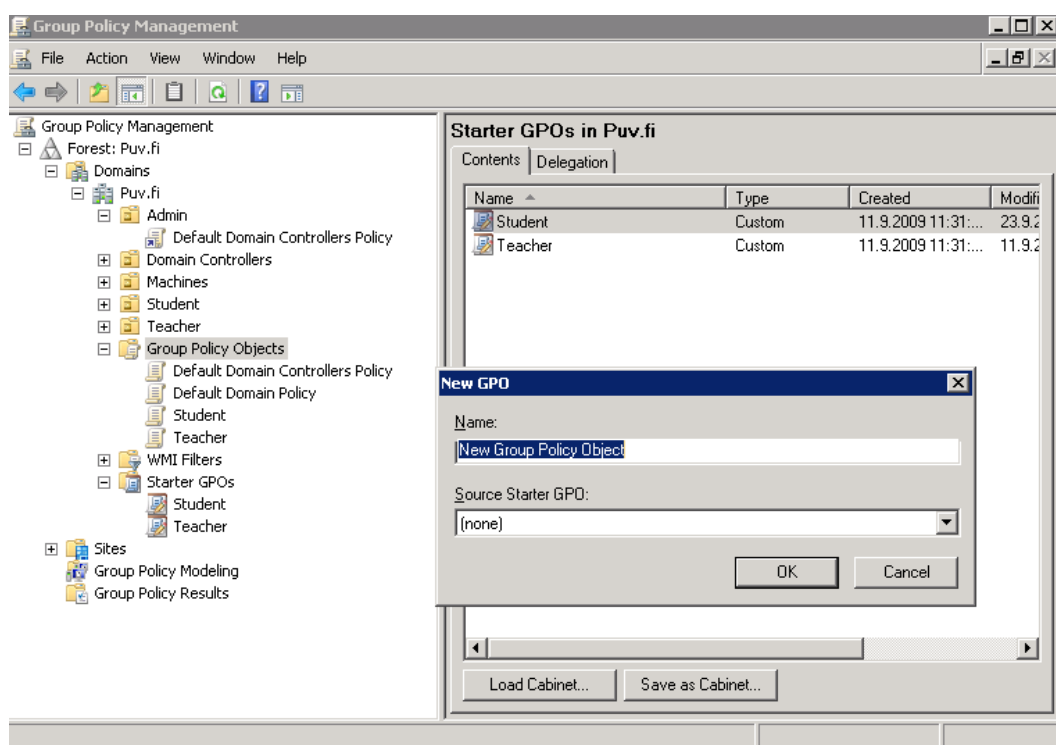 Group Policy Management
File Action View Window Help
Group Policy Management
Forest: Puv.fi
Domains
Puv.fi
Admin
Default Domain Controllers Policy
Domain Controllers
Machines
Student
Teacher
Group Policy Objects
Default Domain Controllers Policy
Default Domain Policy
Student
Teacher
WMI Filters
Starter GPOs
Student
Teacher
Sites
Group Policy Modeling
Group Policy Results
Starter GPOs in Puv.fi
Contents Delegation
Name Type Created Modifi
Student Custom 11.9.2009 11:31:... 23.9.2
Teacher Custom 11.9.2009 11:31:... 11.9.2
New GPO
Name:
New Group Policy Object
Source Starter GPO:
(none)
OK Cancel
Load Cabinet... Save as Cabinet...